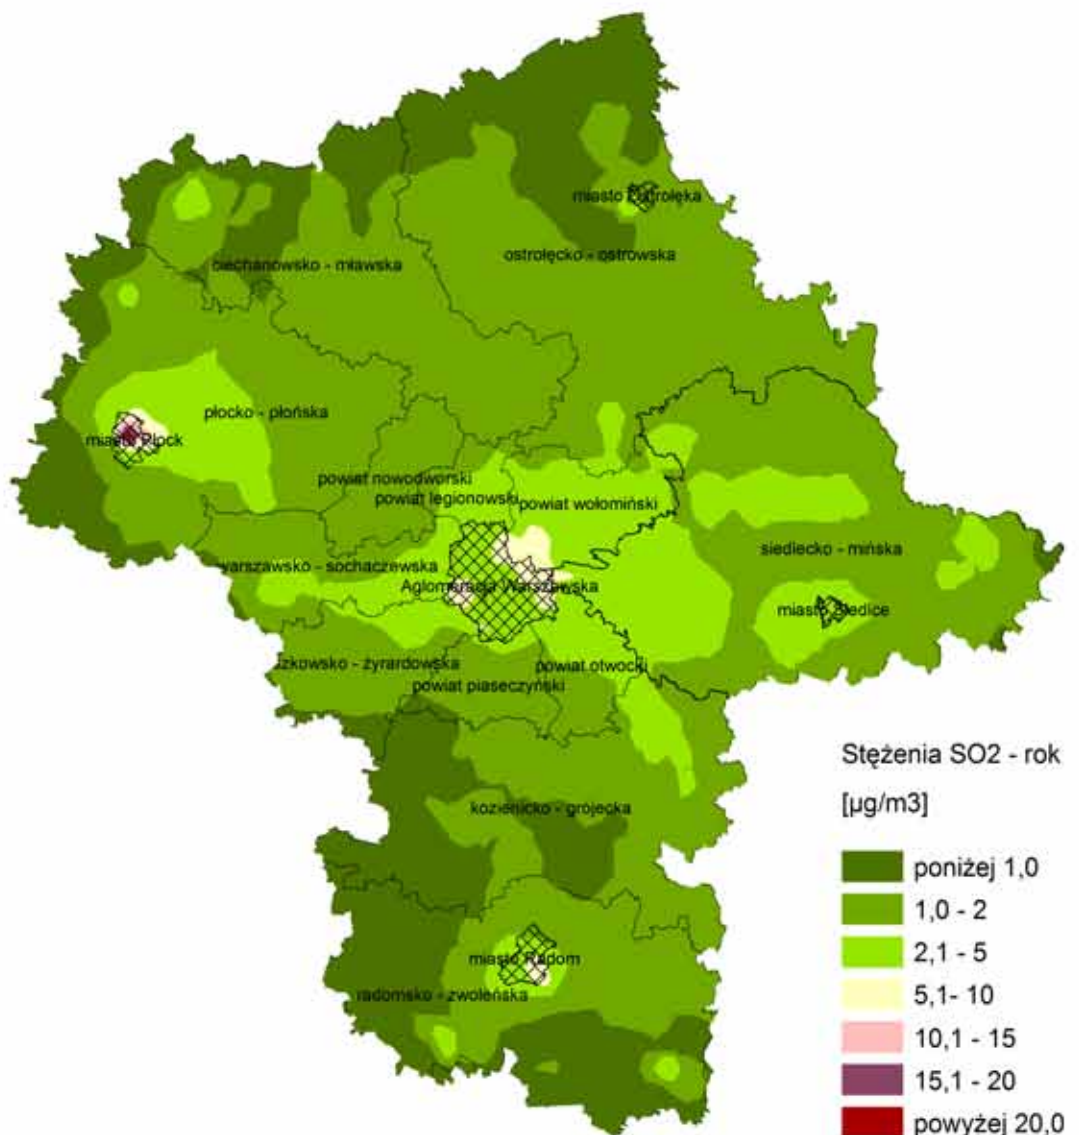 miasto Ostrołęka
ostrołęcko - ostrowska
ciechanowsko - mławska
płocko - płońska
miasto Płock
powiat nowodworski
powiat legionowski
powiat wołomiński
siedlecko - mińska
warszawsko - sochaczewska
Aglomeracja Warszawska
miasto Siedlce
żyrardowska
powiat otwocki
powiat piaseczyński
kozienicko - grójecka
miasto Radom
radomsko - zwoleńska
Stężenia SO2 - rok
[µg/m3]
poniżej 1,0
1,0 - 2
2,1 - 5
5,1- 10
10,1 - 15
15,1 - 20
powyżej 20,0